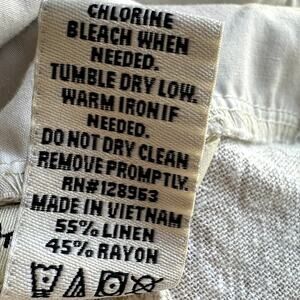 CHLORINE
BLEACH WHEN
NEEDED.
TUMBLE DRY LOW.
WARM IRON IF
NEEDED.
DO NOT DRY CLEAN
REMOVE PROMPTLY.
RN#128953
MADE IN VIETNAM
55% LINEN
45% RAYON